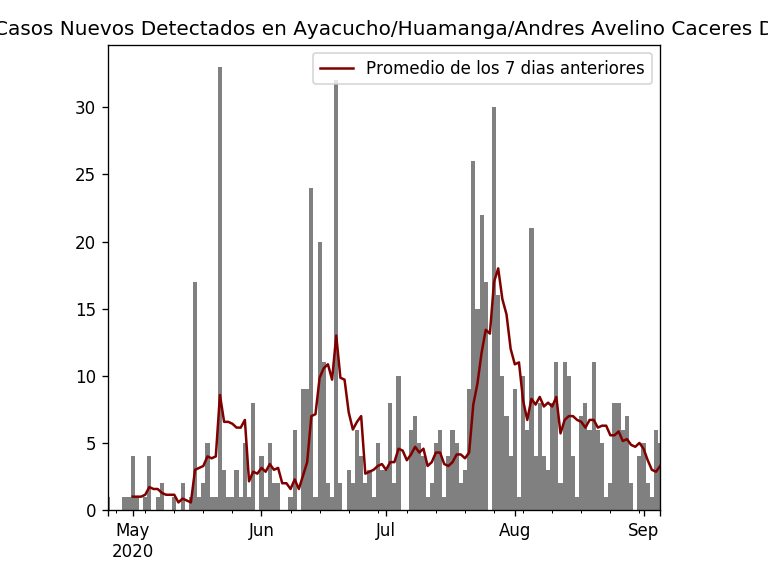 Casos Nuevos Detectados en Ayacucho/Huamanga/Andres Avelino Caceres D
Promedio de los 7 dias anteriores
30
25
20
15
10
5
0
May Jun Jul Aug Sep
2020